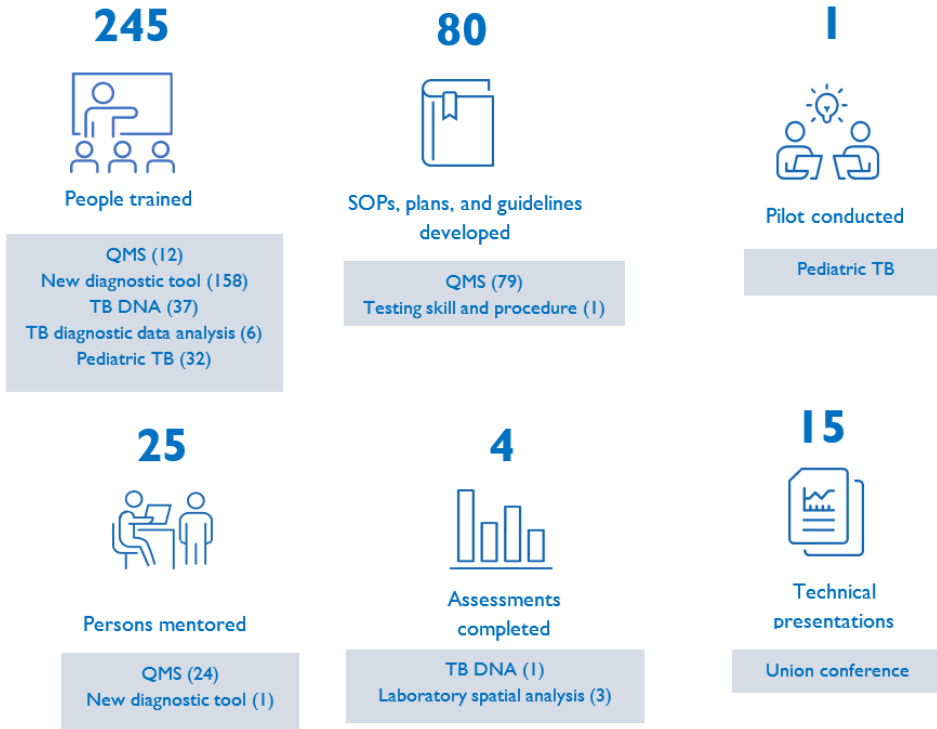 245
80
1
People trained
SOPs, plans, and guidelines
developed
Pilot conducted
QMS (12)
New diagnostic tool (158)
TB DNA (37)
TB diagnostic data analysis (6)
Pediatric TB (32)
QMS (79)
Testing skill and procedure (1)
Pediatric TB
25
4
15
Persons mentored
Assessments
completed
Technical
presentations
QMS (24)
New diagnostic tool (1)
TB DNA (1)
Laboratory spatial analysis (3)
Union conference